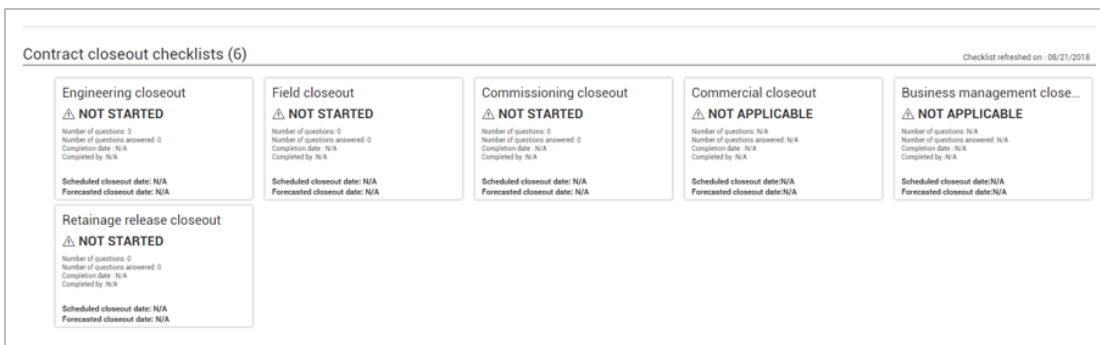 Contract closeout checklists (6)
Checklist refreshed on : 08/21/2018
Engineering closeout
NOT STARTED
Number of questions: 3
Number of questions answered: 0
Completion date : N/A
Completed by :N/A
Scheduled closeout date: N/A
Forecasted closeout date: N/A
Field closeout
NOT STARTED
Number of questions: 0
Number of questions answered: 0
Completion date : N/A
Completed by :N/A
Scheduled closeout date: N/A
Forecasted closeout date: N/A
Commissioning closeout
NOT STARTED
Number of questions: 0
Number of questions answered: 0
Completion date : N/A
Completed by :N/A
Scheduled closeout date: N/A
Forecasted closeout date: N/A
Commercial closeout
NOT APPLICABLE
Number of questions: N/A
Number of questions answered: N/A
Completion date : N/A
Completed by :N/A
Scheduled closeout date:N/A
Forecasted closeout date:N/A
Business management close...
NOT APPLICABLE
Number of questions: N/A
Number of questions answered: N/A
Completion date : N/A
Completed by :N/A
Scheduled closeout date:N/A
Forecasted closeout date:N/A
Retainage release closeout
NOT STARTED
Number of questions: 0
Number of questions answered: 0
Completion date : N/A
Completed by :N/A
Scheduled closeout date: N/A
Forecasted closeout date: N/A